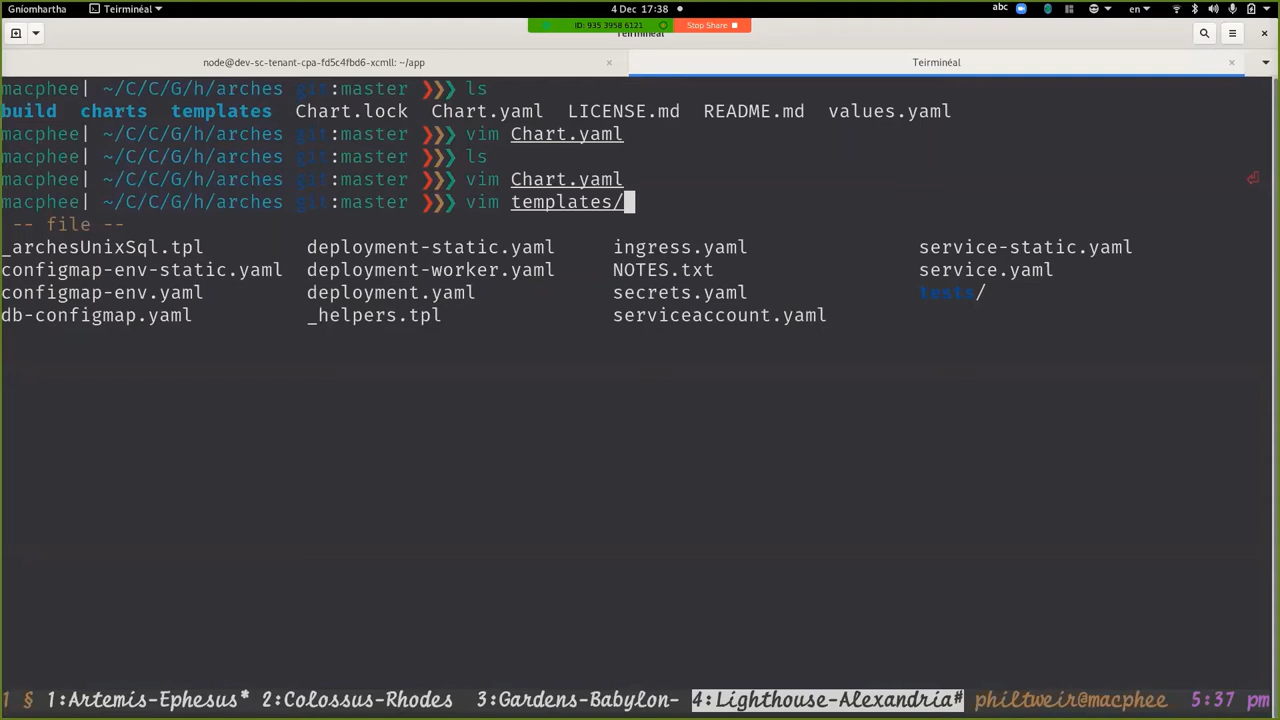 Gníomhartha Teirminéal 4 Dec 17:38 abc en
ID: 935 3958 6121 Stop Share
Teirminéal
node@dev-sc-tenant-cpa-fd5c4fbd6-xcmll: ~/app Teirminéal
macphee| ~/C/C/G/h/arches git:master ❯❯❯ ls
build charts templates Chart.lock Chart.yaml LICENSE.md README.md values.yaml
macphee| ~/C/C/G/h/arches git:master ❯❯❯ vim Chart.yaml
macphee| ~/C/C/G/h/arches git:master ❯❯❯ ls
macphee| ~/C/C/G/h/arches git:master ❯❯❯ vim Chart.yaml ⏎
macphee| ~/C/C/G/h/arches git:master ❯❯❯ vim templates/
-- file --
_archesUnixSql.tpl deployment-static.yaml ingress.yaml service-static.yaml
configmap-env-static.yaml deployment-worker.yaml NOTES.txt service.yaml
configmap-env.yaml deployment.yaml secrets.yaml tests/
db-configmap.yaml _helpers.tpl serviceaccount.yaml
1 § 1:Artemis-Ephesus* 2:Colossus-Rhodes 3:Gardens-Babylon- 4:Lighthouse-Alexandria# philtweir@macphee 5:37 pm